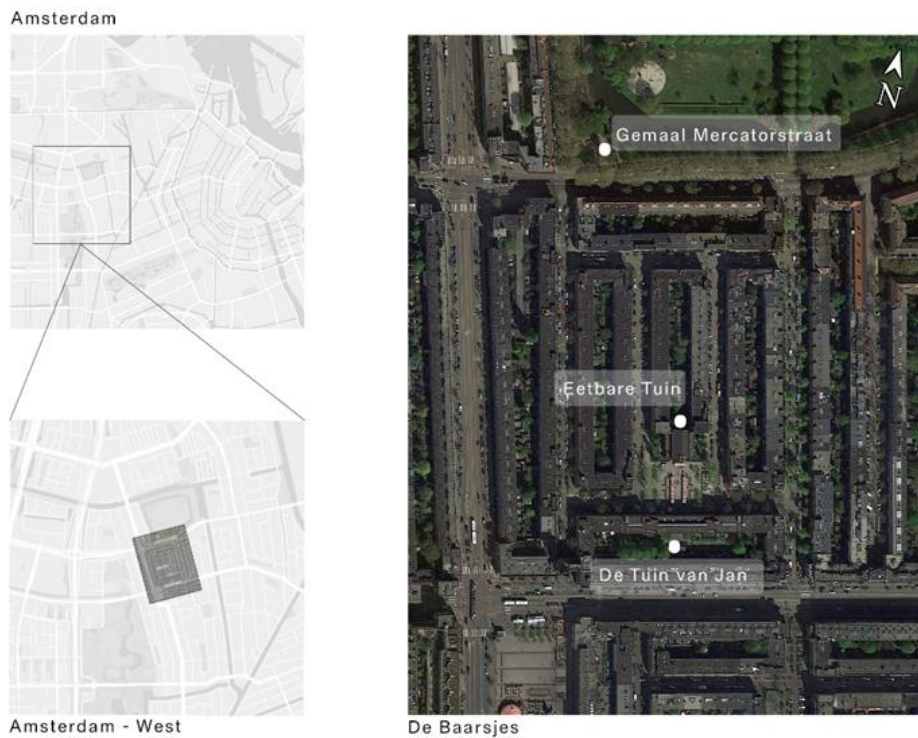 Amsterdam
N
Gemaal Mercatorstraat
Eetbare Tuin
De Tuin van Jan
Amsterdam - West
De Baarsjes